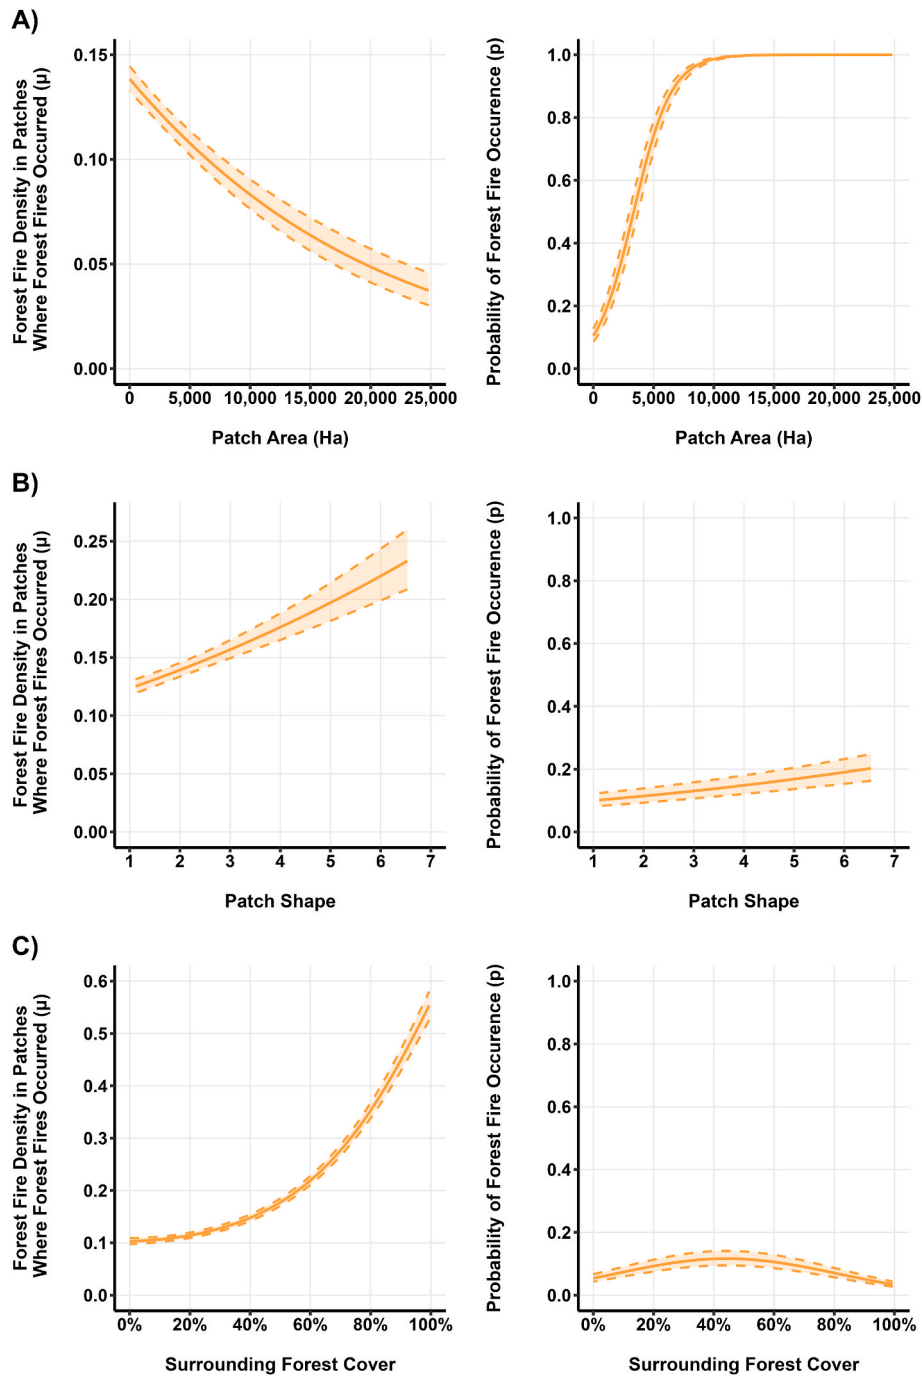 A)
Forest Fire Density in Patches
Where Forest Fires Occurred (µ)
0.15
0.10
0.05
0.00
0 5,000 10,000 15,000 20,000 25,000
Patch Area (Ha)
Probability of Forest Fire Occurence (p)
1.0
0.8
0.6
0.4
0.2
0.0
0 5,000 10,000 15,000 20,000 25,000
Patch Area (Ha)
B)
Forest Fire Density in Patches
Where Forest Fires Occurred (µ)
0.25
0.20
0.15
0.10
0.05
0.00
1 2 3 4 5 6 7
Patch Shape
Probability of Forest Fire Occurence (p)
1.0
0.8
0.6
0.4
0.2
0.0
1 2 3 4 5 6 7
Patch Shape
C)
Forest Fire Density in Patches
Where Forest Fires Occurred (µ)
0.6
0.5
0.4
0.3
0.2
0.1
0.0
0% 20% 40% 60% 80% 100%
Surrounding Forest Cover
Probability of Forest Fire Occurence (p)
1.0
0.8
0.6
0.4
0.2
0.0
0% 20% 40% 60% 80% 100%
Surrounding Forest Cover